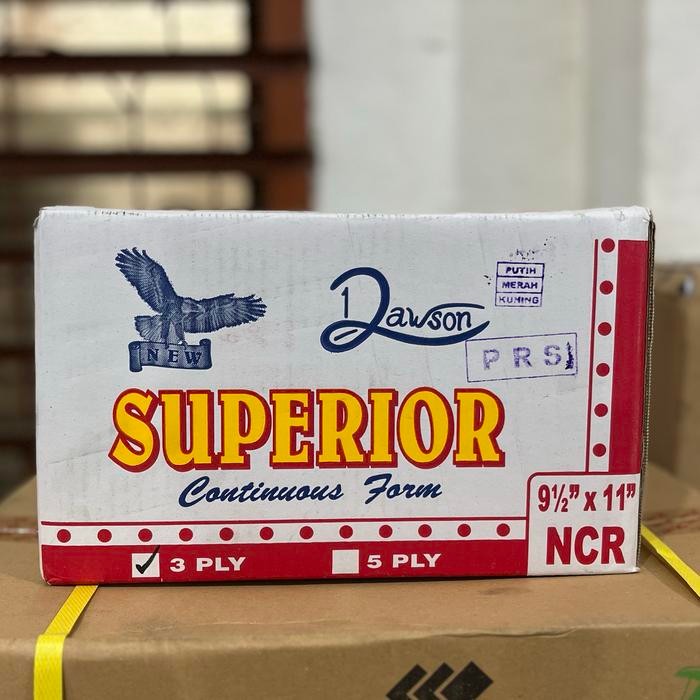 NEW
Dawson
PUTIH
MERAH
KUNING
PRS
SUPERIOR
Continuous Form
9½” x 11”
NCR
3 PLY
5 PLY